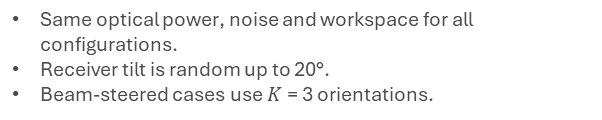 • Same optical power, noise and workspace for all
configurations.
• Receiver tilt is random up to 20°.
• Beam-steered cases use K = 3 orientations.